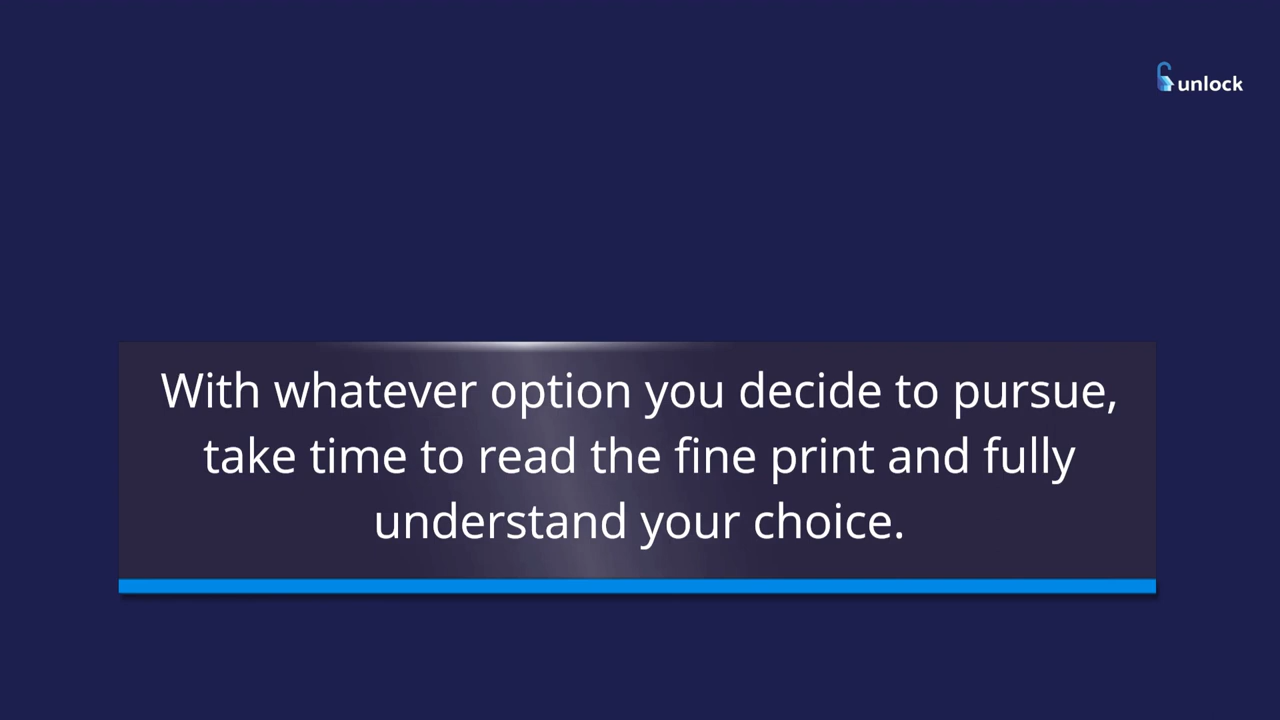 unlock
With whatever option you decide to pursue,
take time to read the fine print and fully
understand your choice.